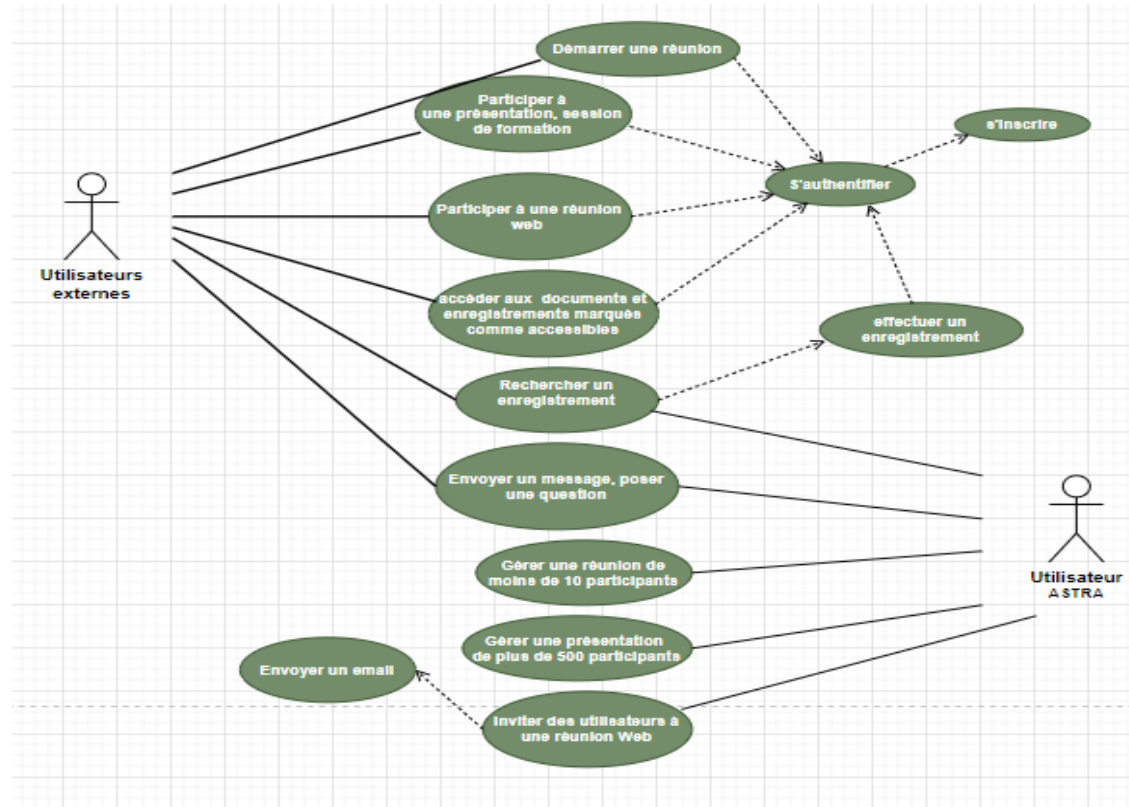 Démarrer une réunion
Participer à
une présentation, session
de formation
s'inscrire
S'authentifier
Participer à une réunion
web
Utilisateurs
externes
accéder aux documents et
enregistrements marqués
comme accessibles
effectuer un
enregistrement
Rechercher un
enregistrement
Envoyer un message, poser
une question
Gérer une réunion de
moins de 10 participants
Utilisateur
ASTRA
Gérer une présentation
de plus de 500 participants
Envoyer un email
Inviter des utilisateurs à
une réunion Web